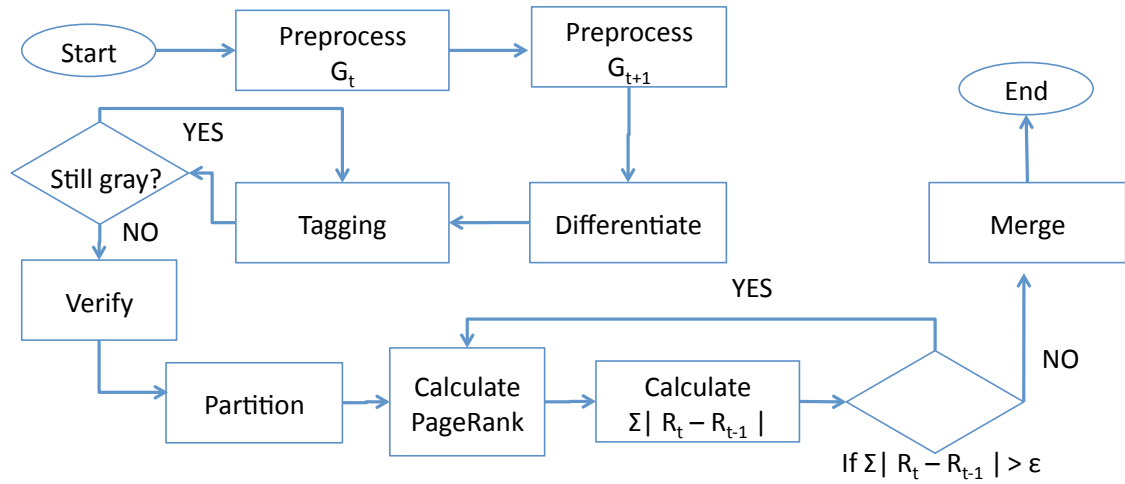 Start
Preprocess
Gt
Preprocess
Gt+1
End
YES
Still gray?
Tagging
Differentiate
Merge
NO
Verify
YES
NO
Partition
Calculate
PageRank
Calculate
Σ| Rt – Rt-1 |
If Σ| Rt – Rt-1 | > ε